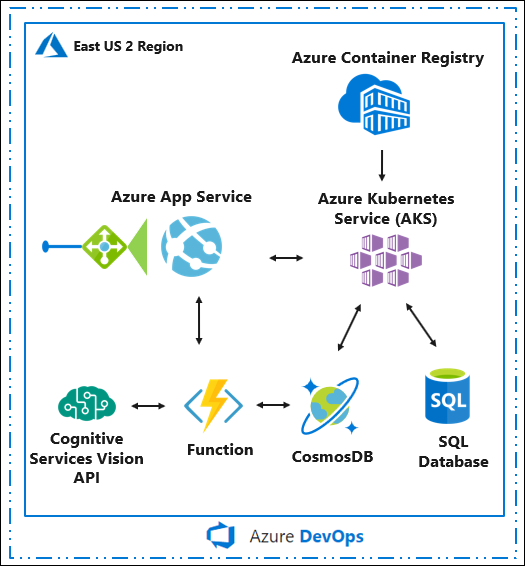 East US 2 Region
Azure Container Registry
Azure App Service
Azure Kubernetes
Service (AKS)
SQL
Cognitive
Services Vision
API
Function
CosmosDB
SQL
Database
Azure DevOps